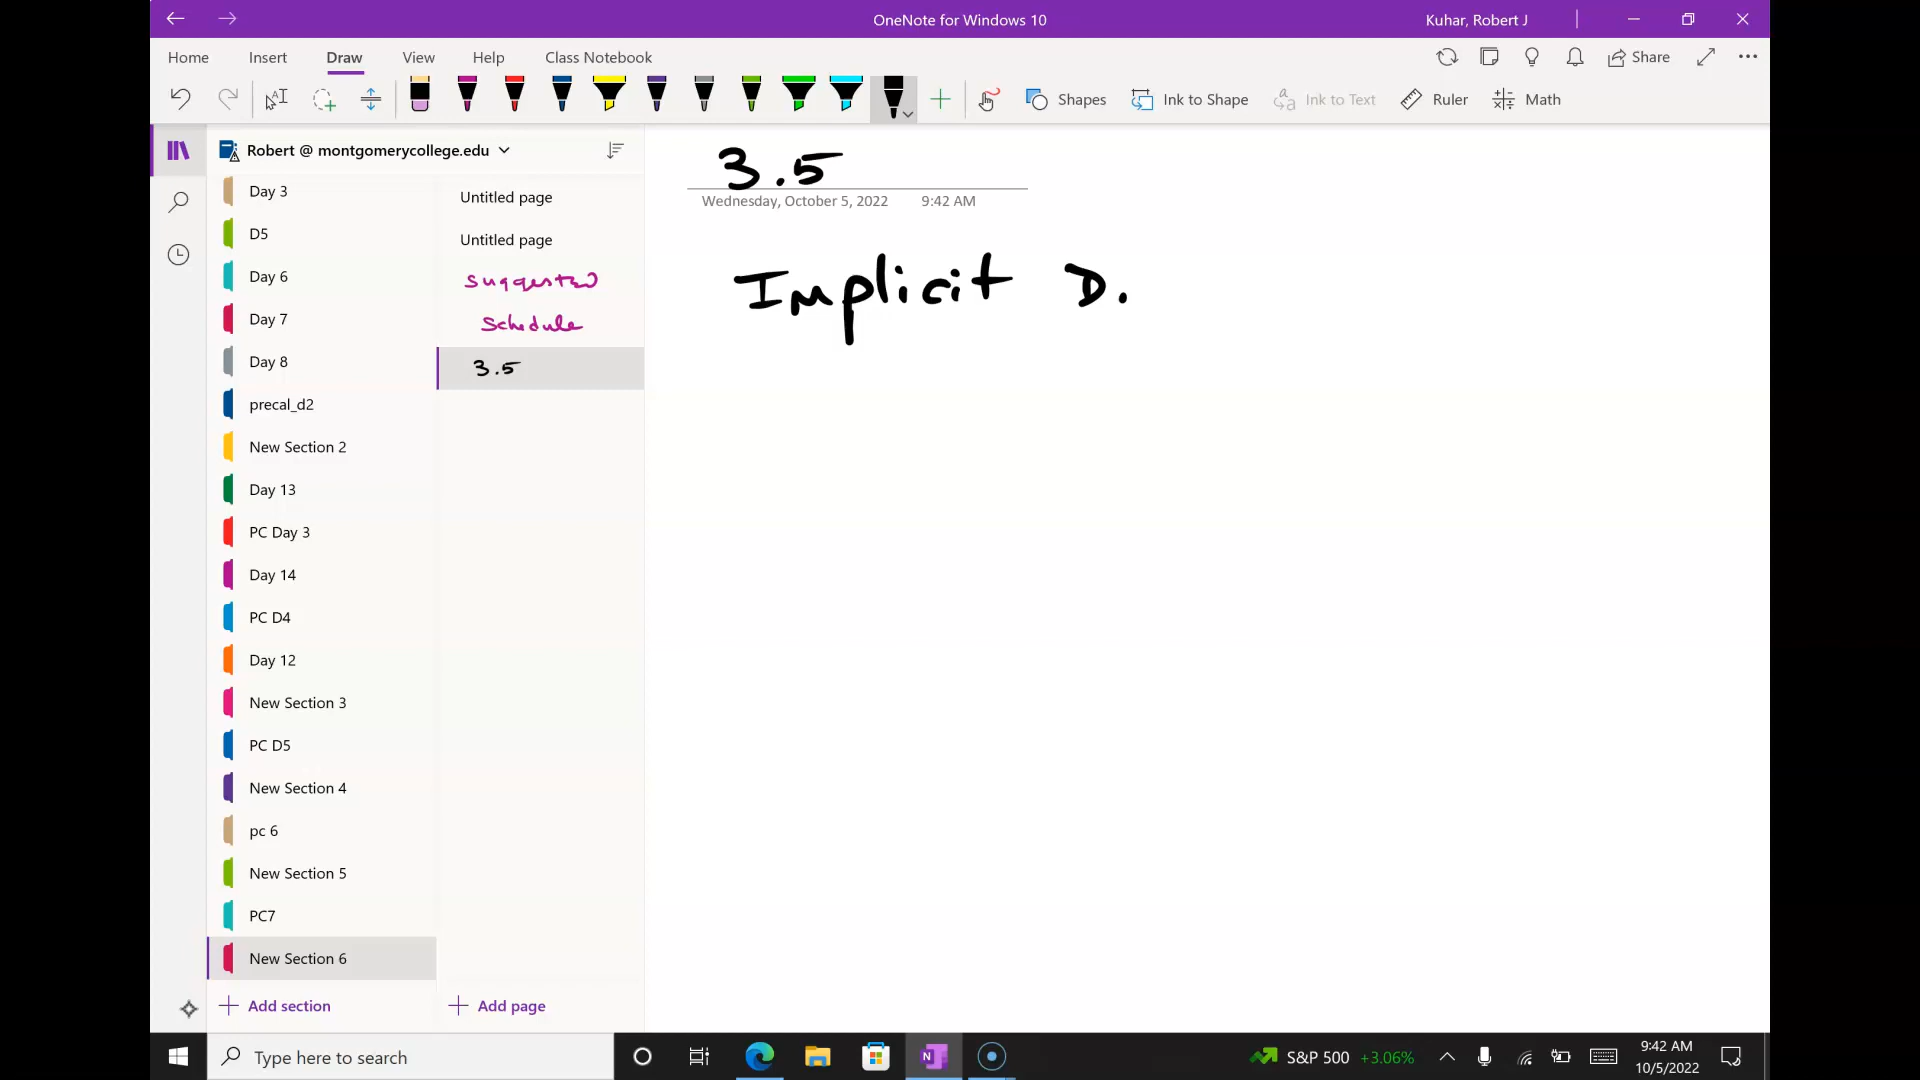 OneNote for Windows 10
Kuhar, Robert J
Home Insert Draw View Help Class Notebook
Share
Shapes Ink to Shape Ink to Text Ruler Math
Robert @ montgomerycollege.edu
Day 3
D5
Day 6
Day 7
Day 8
precal_d2
New Section 2
Day 13
PC Day 3
Day 14
PC D4
Day 12
New Section 3
PC D5
New Section 4
pc 6
New Section 5
PC7
New Section 6
Add section
Untitled page
Untitled page
Suggested
Schedule
3.5
Add page
3.5
Wednesday, October 5, 2022 9:42 AM
Implicit D.
Type here to search
S&P 500 +3.06%
9:42 AM
10/5/2022